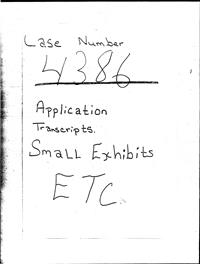 Case Number
4386
Application
Transcripts.
Small Exhibits
ETC.